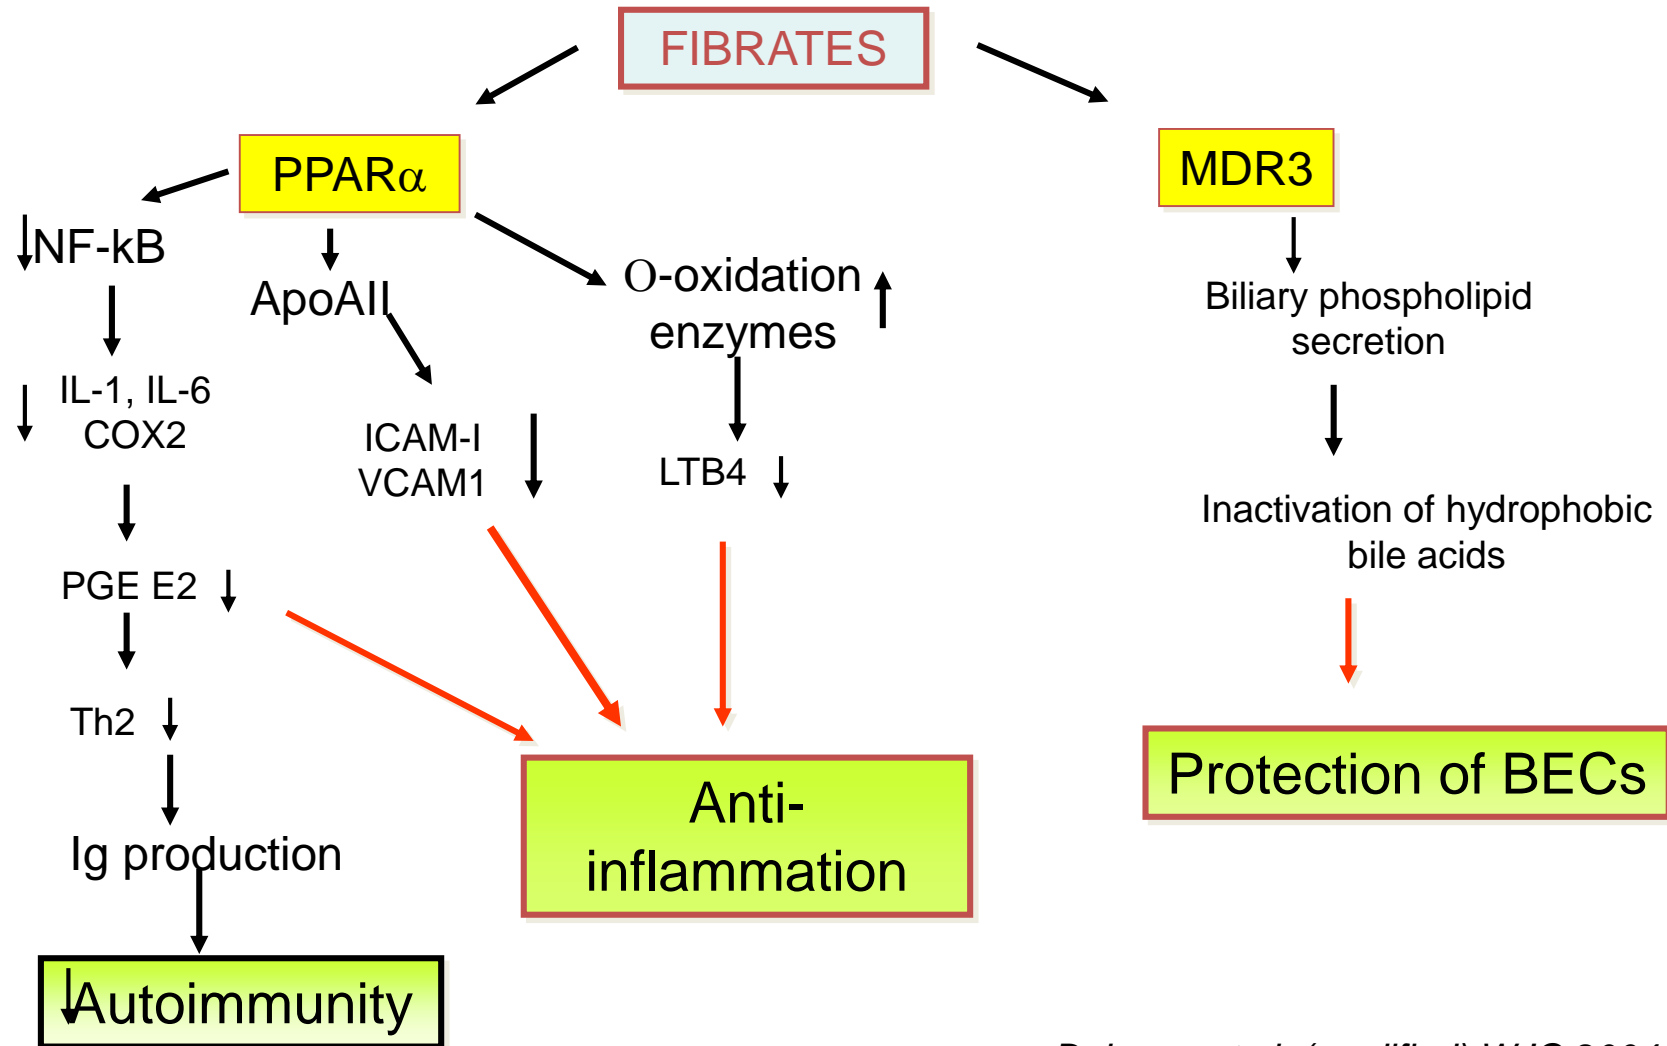 FIBRATES
PPARα
MDR3
NF-kB
ApoAII
O-oxidation
enzymes
Biliary phospholipid
secretion
IL-1, IL-6
COX2
ICAM-I
VCAM1
LTB4
Inactivation of hydrophobic
bile acids
PGE E2
Th2
Protection of BECs
Anti-
inflammation
Ig production
Autoimmunity